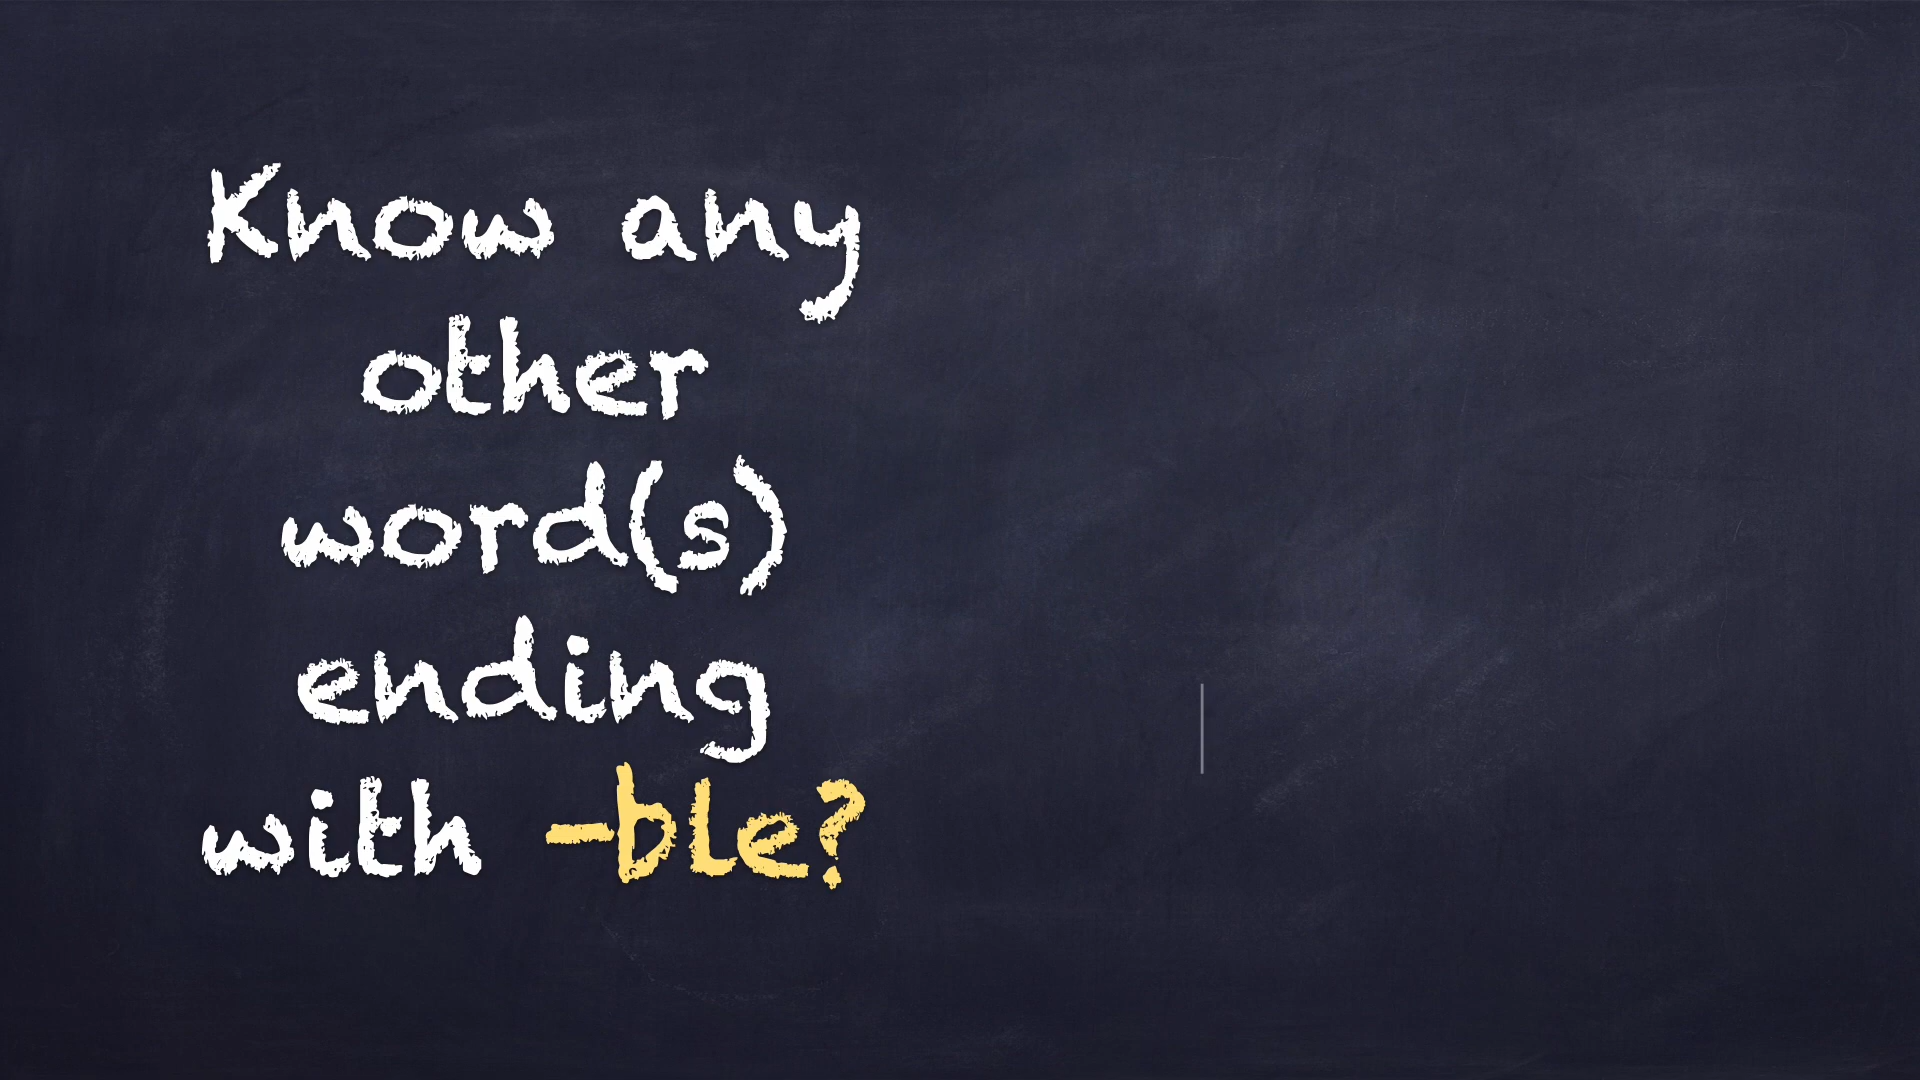 Know any
other
word(s)
ending
with -ble?